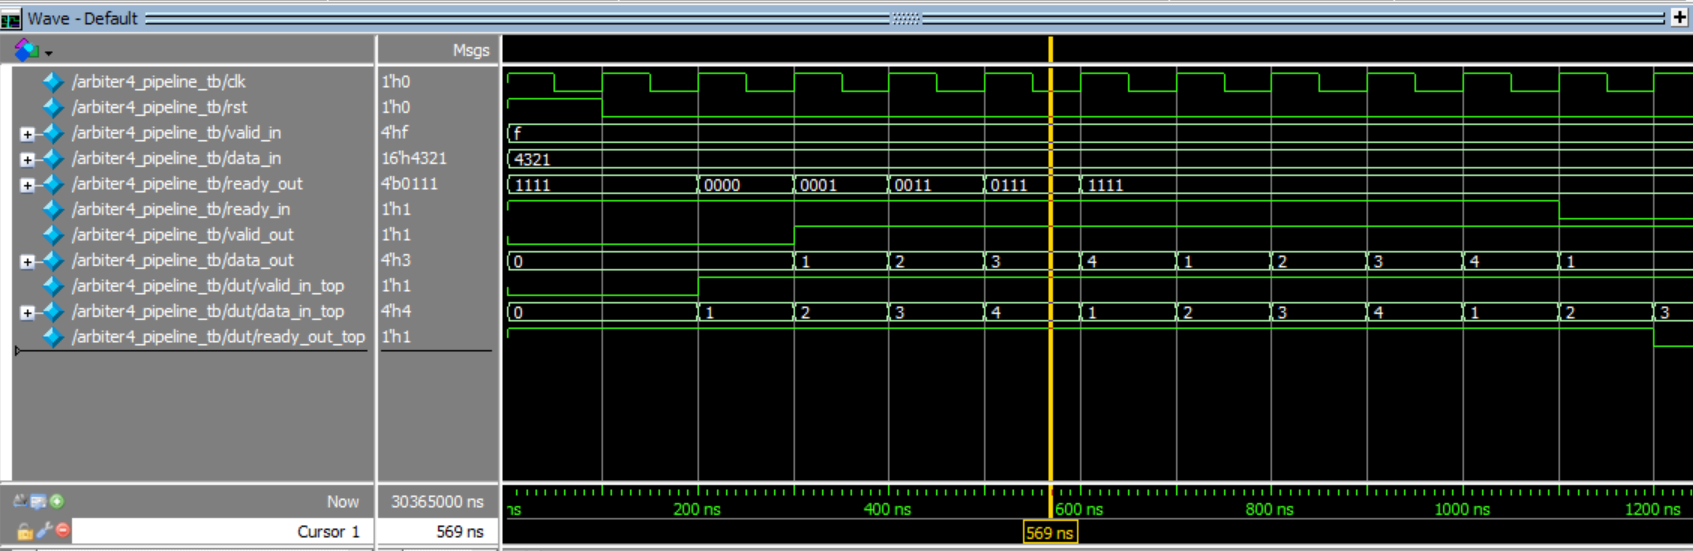 Wave - Default
Msgs
/arbiter4_pipeline_tb/clk 1'h0
/arbiter4_pipeline_tb/rst 1'h0
/arbiter4_pipeline_tb/valid_in 4'hf f
/arbiter4_pipeline_tb/data_in 16'h4321 4321
/arbiter4_pipeline_tb/ready_out 4'b0111 1111 0000 0001 0011 0111 1111
/arbiter4_pipeline_tb/ready_in 1'h1
/arbiter4_pipeline_tb/valid_out 1'h1
/arbiter4_pipeline_tb/data_out 4'h3 0 1 2 3 4 1 2 3 4 1
/arbiter4_pipeline_tb/dut/valid_in_top 1'h1
/arbiter4_pipeline_tb/dut/data_in_top 4'h4 0 1 2 3 4 1 2 3 4 1 2 3
/arbiter4_pipeline_tb/dut/ready_out_top 1'h1
Now 30365000 ns ns 200 ns 400 ns 600 ns 800 ns 1000 ns 1200 ns
Cursor 1 569 ns 569 ns